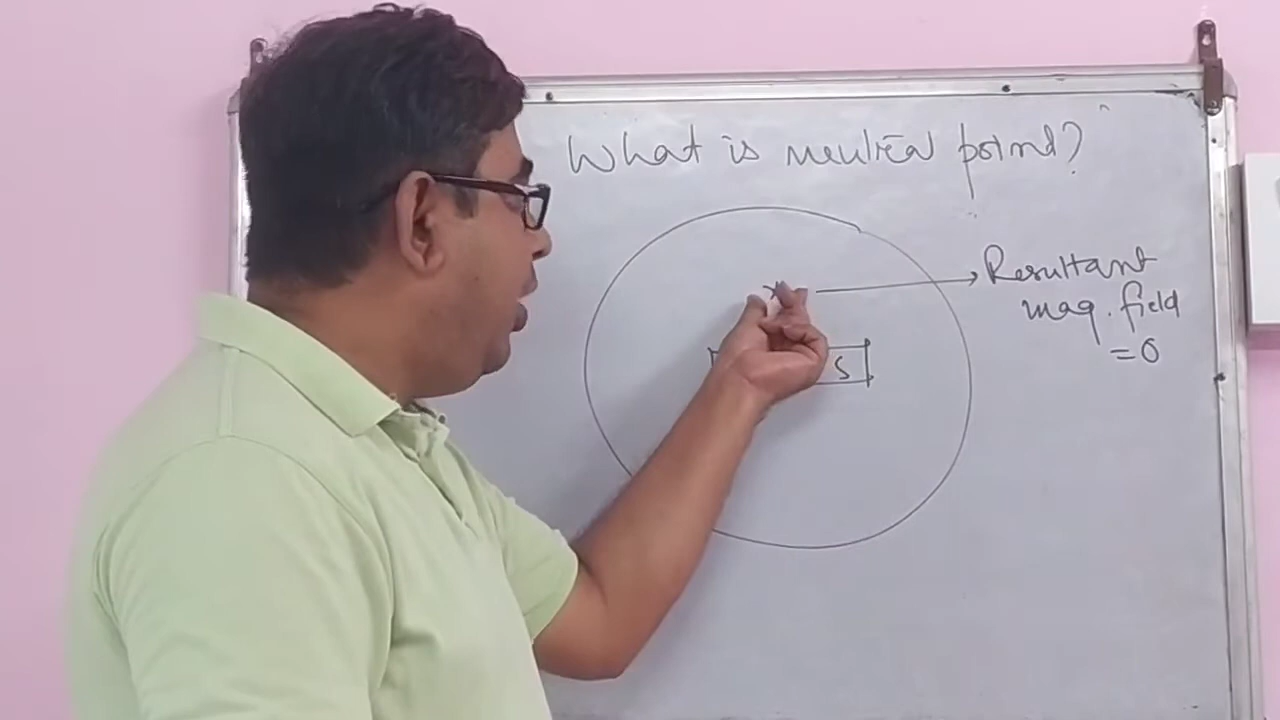 What is neutral point?
Resultant
mag. field
=0
S